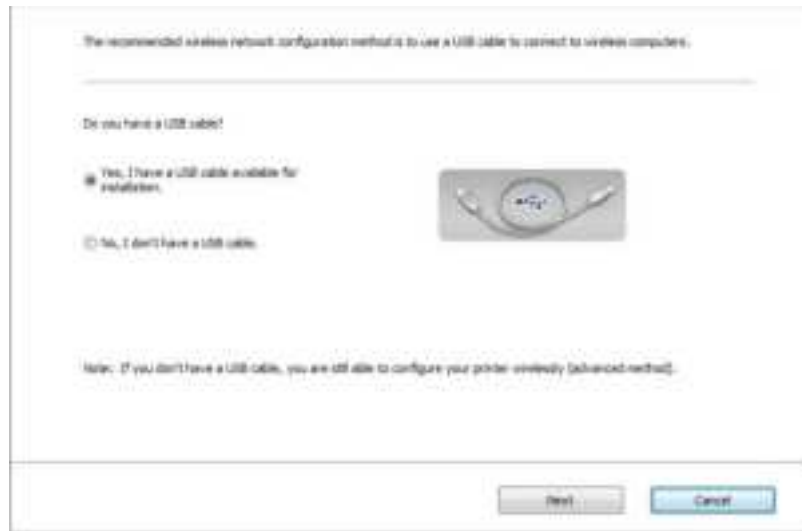 The recommended wireless network configuration method is to use a USB cable to connect to wireless computers.
Do you have a USB cable?
Yes, I have a USB cable available for
installation.
No, I don't have a USB cable.
Note: If you don't have a USB cable, you are still able to configure your printer wirelessly (advanced method).
Next
Cancel